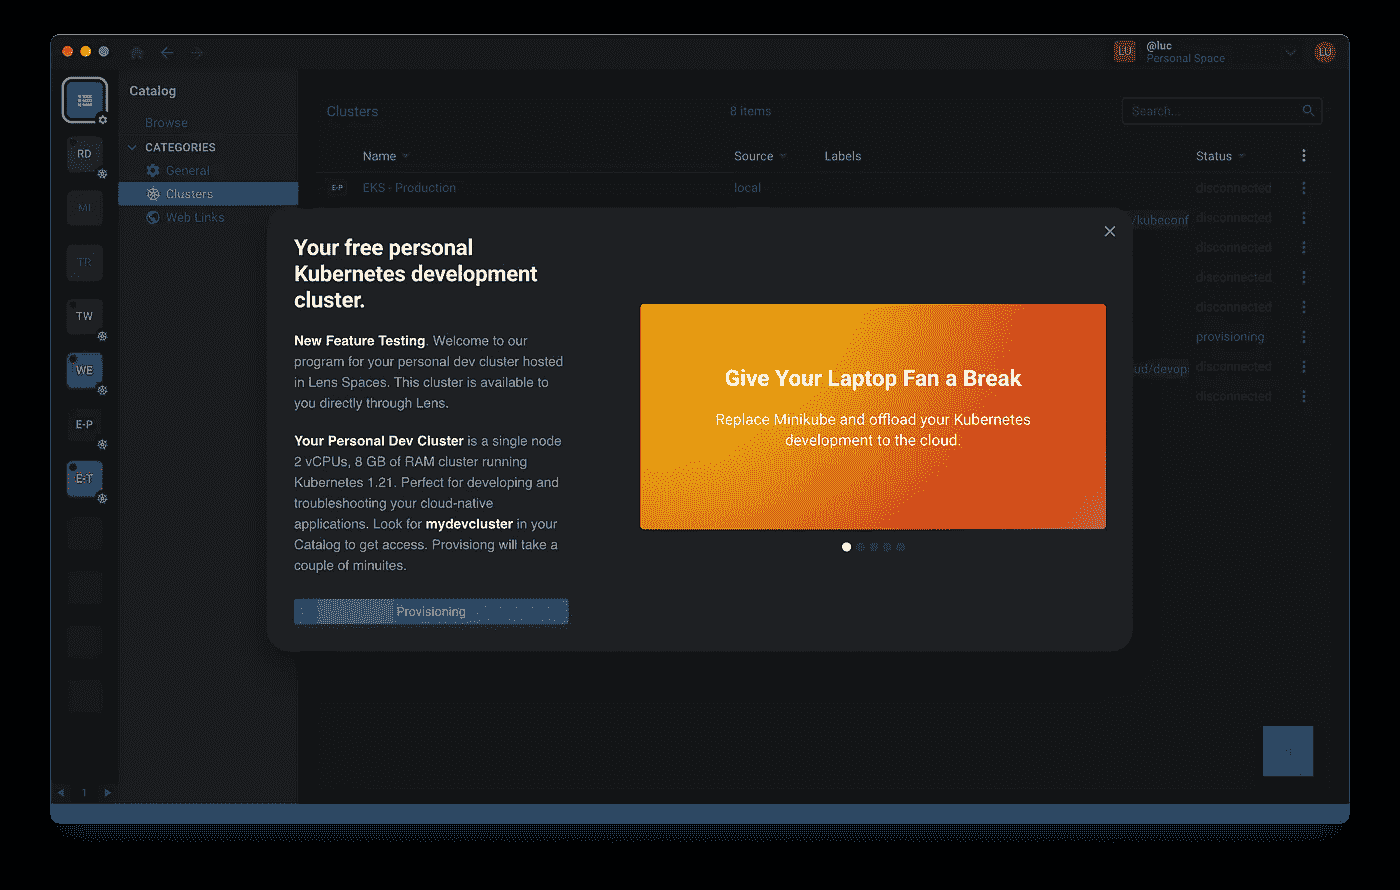 @luc
Personal Space
Catalog
Browse
CATEGORIES
General
Clusters
Web Links
RD
MI
TR
TW
WE
E-P
E-T
1
Clusters
8 items
Search...
Name
Source
Labels
Status
E-P
EKS - Production
local
disconnected
/kubeconf
disconnected
disconnected
disconnected
disconnected
provisioning
ud/devop
disconnected
disconnected
Your free personal
Kubernetes development
cluster.
New Feature Testing. Welcome to our
program for your personal dev cluster hosted
in Lens Spaces. This cluster is available to
you directly through Lens.
Your Personal Dev Cluster is a single node
2 vCPUs, 8 GB of RAM cluster running
Kubernetes 1.21. Perfect for developing and
troubleshooting your cloud-native
applications. Look for mydevcluster in your
Catalog to get access. Provisiong will take a
couple of minuites.
Provisioning
Give Your Laptop Fan a Break
Replace Minikube and offload your Kubernetes
development to the cloud.